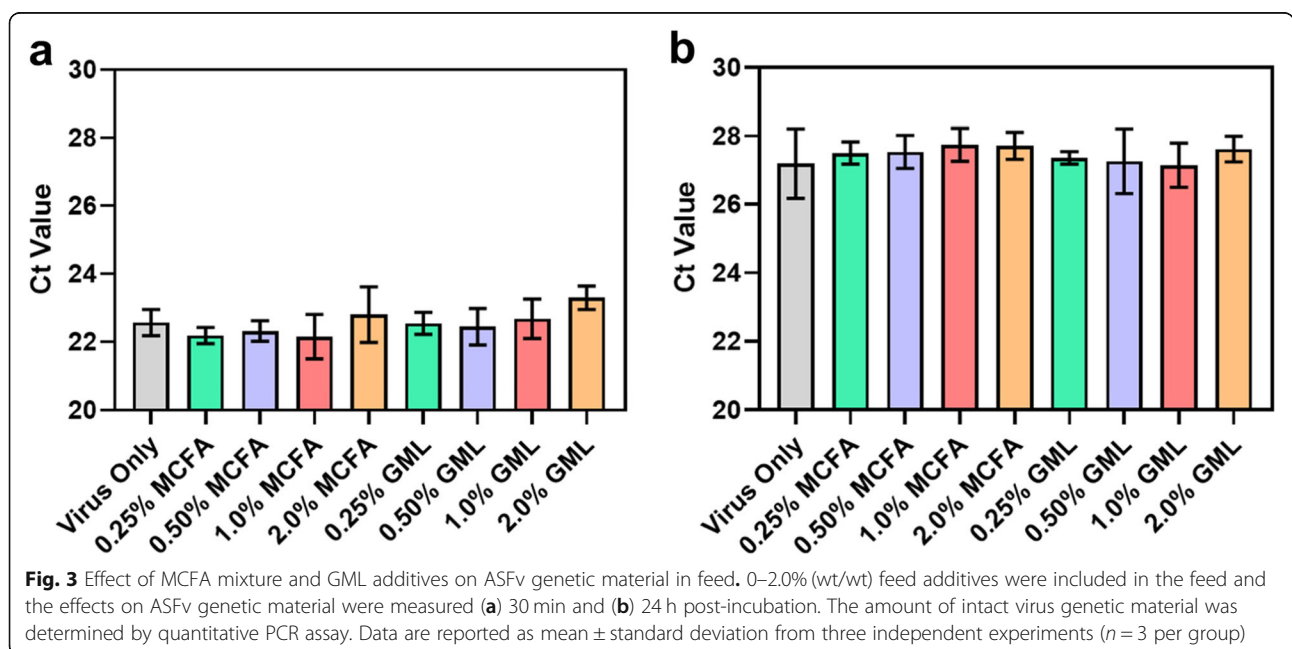 a
30
28
26
24
22
20
Ct Value
Virus Only
0.25% MCFA
0.50% MCFA
1.0% MCFA
2.0% MCFA
0.25% GML
0.50% GML
1.0% GML
2.0% GML
b
30
28
26
24
22
20
Ct Value
Virus Only
0.25% MCFA
0.50% MCFA
1.0% MCFA
2.0% MCFA
0.25% GML
0.50% GML
1.0% GML
2.0% GML
Fig. 3 Effect of MCFA mixture and GML additives on ASFv genetic material in feed. 0–2.0% (wt/wt) feed additives were included in the feed and
the effects on ASFv genetic material were measured (a) 30 min and (b) 24 h post-incubation. The amount of intact virus genetic material was
determined by quantitative PCR assay. Data are reported as mean ± standard deviation from three independent experiments (n = 3 per group)